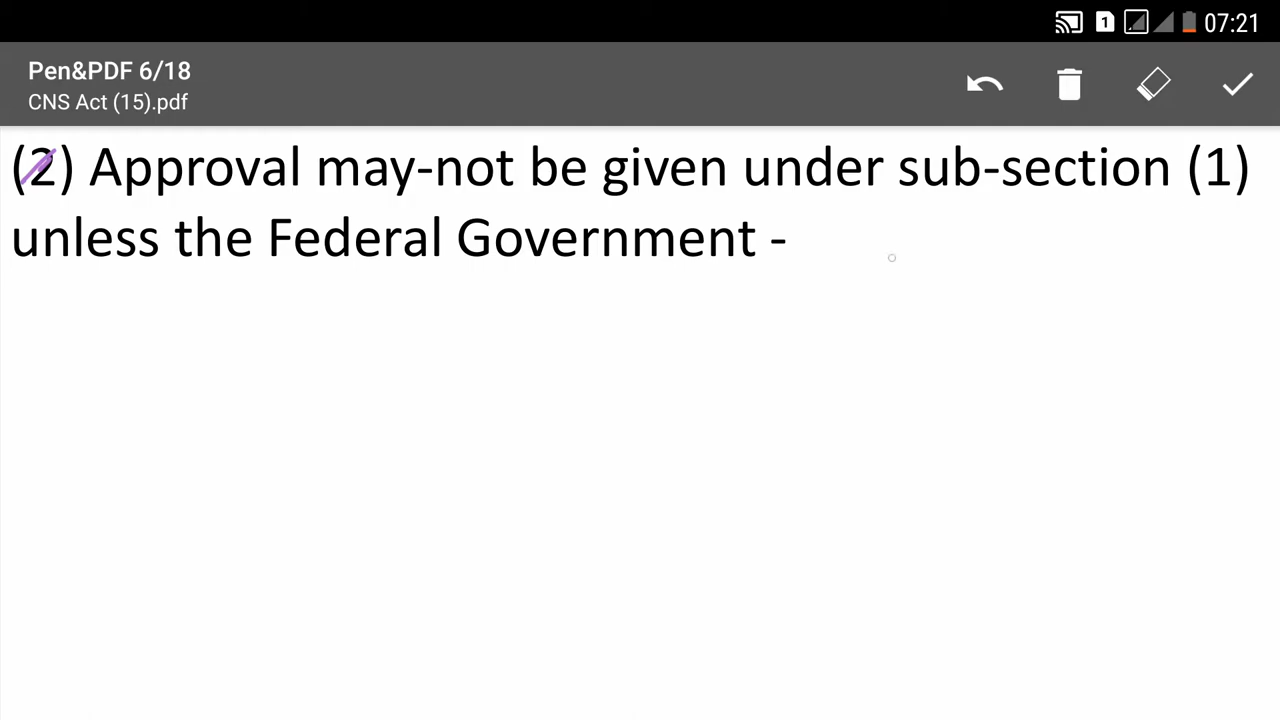 1
07:21
Pen&PDF 6/18
CNS Act (15).pdf
(2) Approval may-not be given under sub-section (1)
unless the Federal Government -